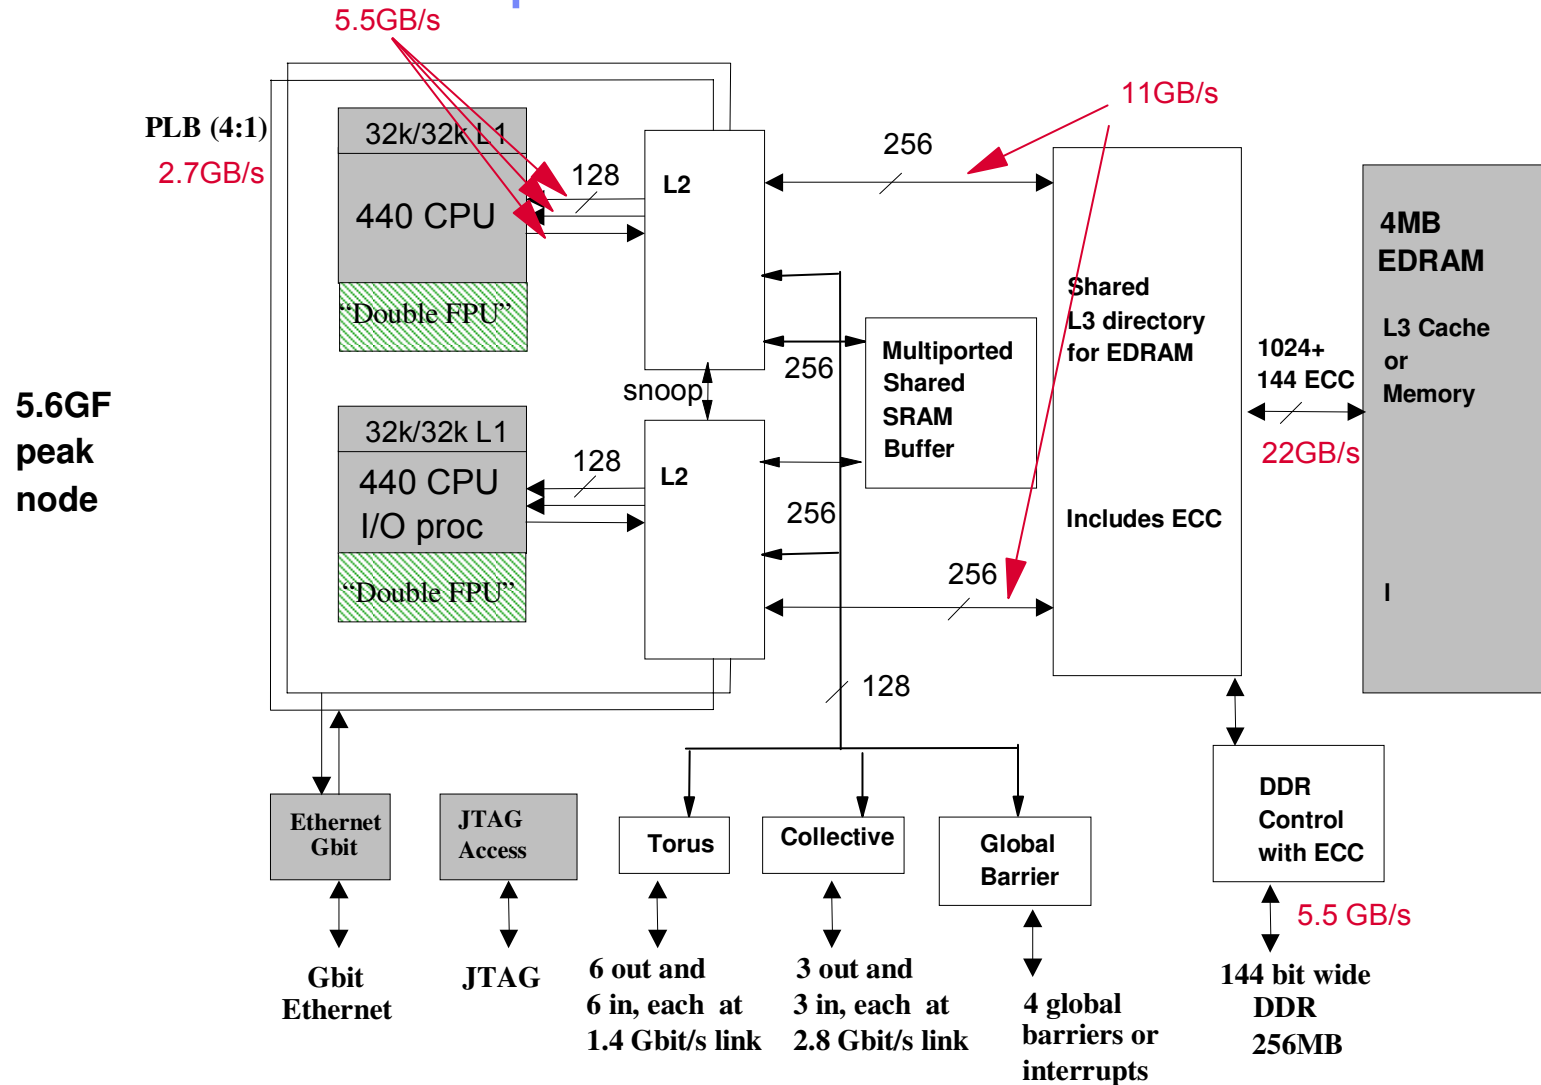 5.5GB/s
11GB/s
PLB (4:1)
2.7GB/s
32k/32k L1
440 CPU
“Double FPU”
128
L2
256
256
snoop
Multiported
Shared
SRAM
Buffer
Shared
L3 directory
for EDRAM
Includes ECC
1024+
144 ECC
22GB/s
4MB
EDRAM
L3 Cache
or
Memory
l
5.6GF
peak
node
32k/32k L1
440 CPU
I/O proc
“Double FPU”
128
L2
256
256
128
Ethernet
Gbit
JTAG
Access
Torus
Collective
Global
Barrier
DDR
Control
with ECC
5.5 GB/s
Gbit
Ethernet
JTAG
6 out and
6 in, each at
1.4 Gbit/s link
3 out and
3 in, each at
2.8 Gbit/s link
4 global
barriers or
interrupts
144 bit wide
DDR
256MB